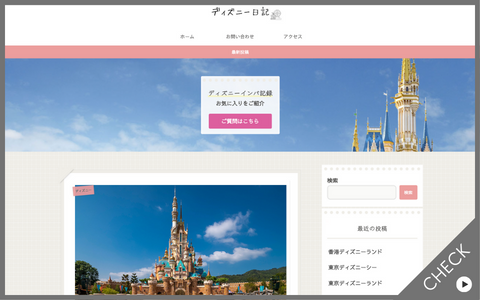 ディズニー日記
ホーム
お問い合わせ
アクセス
最新投稿
ディズニーインパ記録
お気に入りをご紹介
ご質問はこちら
ディズニー
検索
検索
最近の投稿
香港ディズニーランド
東京ディズニーシー
東京ディズニーランド
CHECK